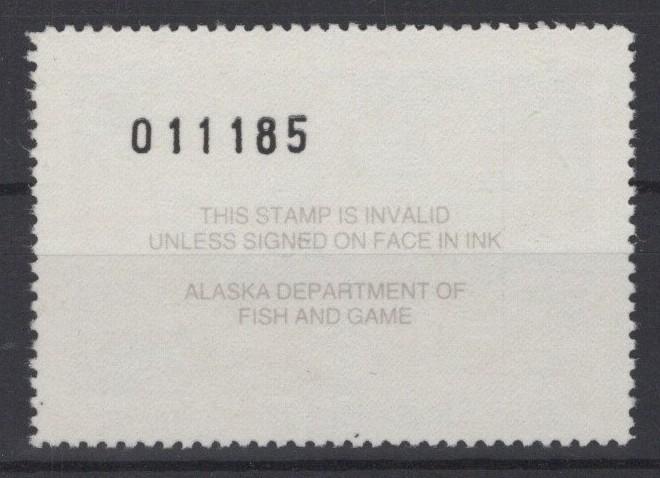 011185
THIS STAMP IS INVALID
UNLESS SIGNED ON FACE IN INK
ALASKA DEPARTMENT OF
FISH AND GAME